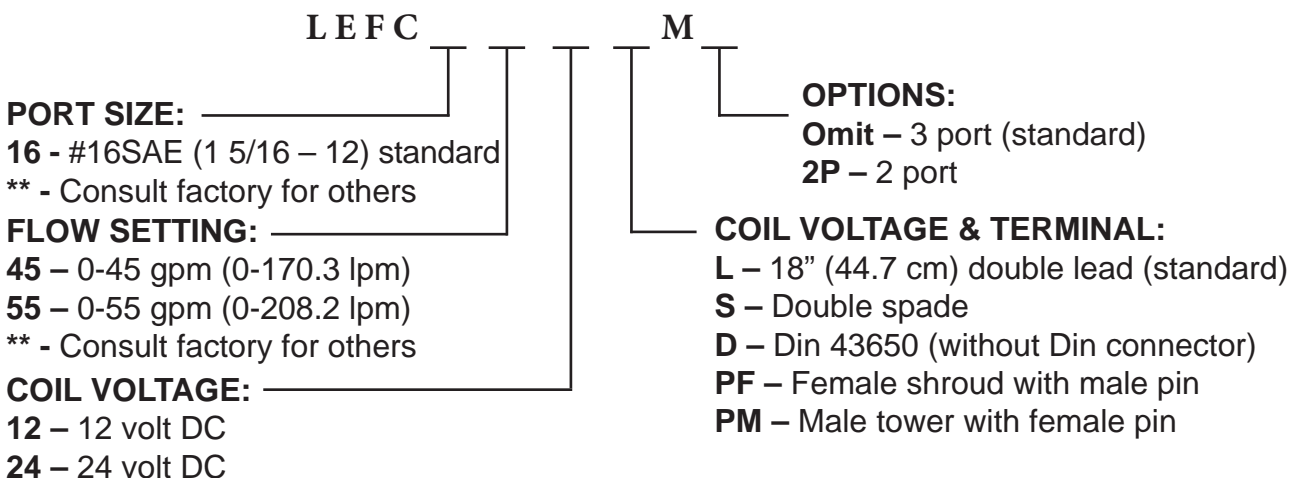 LEFC_ _ _ _ M _
PORT SIZE:
16 - #16SAE (1 5/16 – 12) standard
** - Consult factory for others
FLOW SETTING:
45 – 0-45 gpm (0-170.3 lpm)
55 – 0-55 gpm (0-208.2 lpm)
** - Consult factory for others
COIL VOLTAGE:
12 – 12 volt DC
24 – 24 volt DC
OPTIONS:
Omit – 3 port (standard)
2P – 2 port
COIL VOLTAGE & TERMINAL:
L – 18” (44.7 cm) double lead (standard)
S – Double spade
D – Din 43650 (without Din connector)
PF – Female shroud with male pin
PM – Male tower with female pin